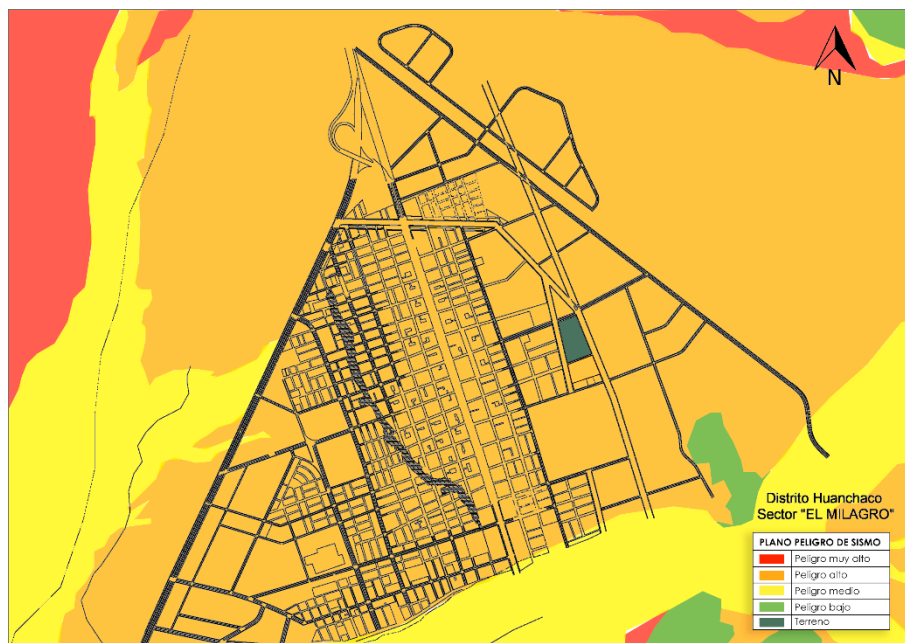 N
Distrito Huanchaco
Sector "EL MILAGRO"
PLANO PELIGRO DE SISMO
Peligro muy alto
Peligro alto
Peligro medio
Peligro bajo
Terreno